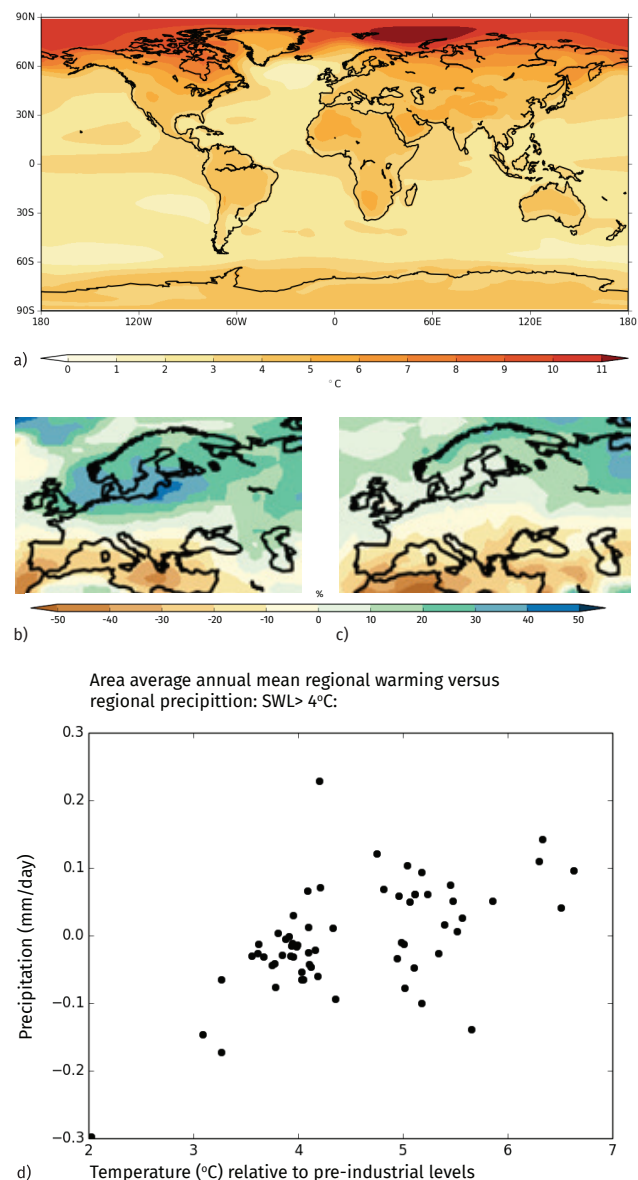 90N
60N
30N
0
30S
60S
90S
180 120W 60W 0 60E 120E 180
a)
0 1 2 3 4 5 6 7 8 9 10 11
°C
%
-50 -40 -30 -20 -10 0 10 20 30 40 50
b) c)
Area average annual mean regional warming versus
regional precipittion: SWL> 4°C:
0.3
0.2
0.1
0.0
−0.1
−0.2
−0.3
Precipitation (mm/day)
2 3 4 5 6 7
d) Temperature (°C) relative to pre-industrial levels